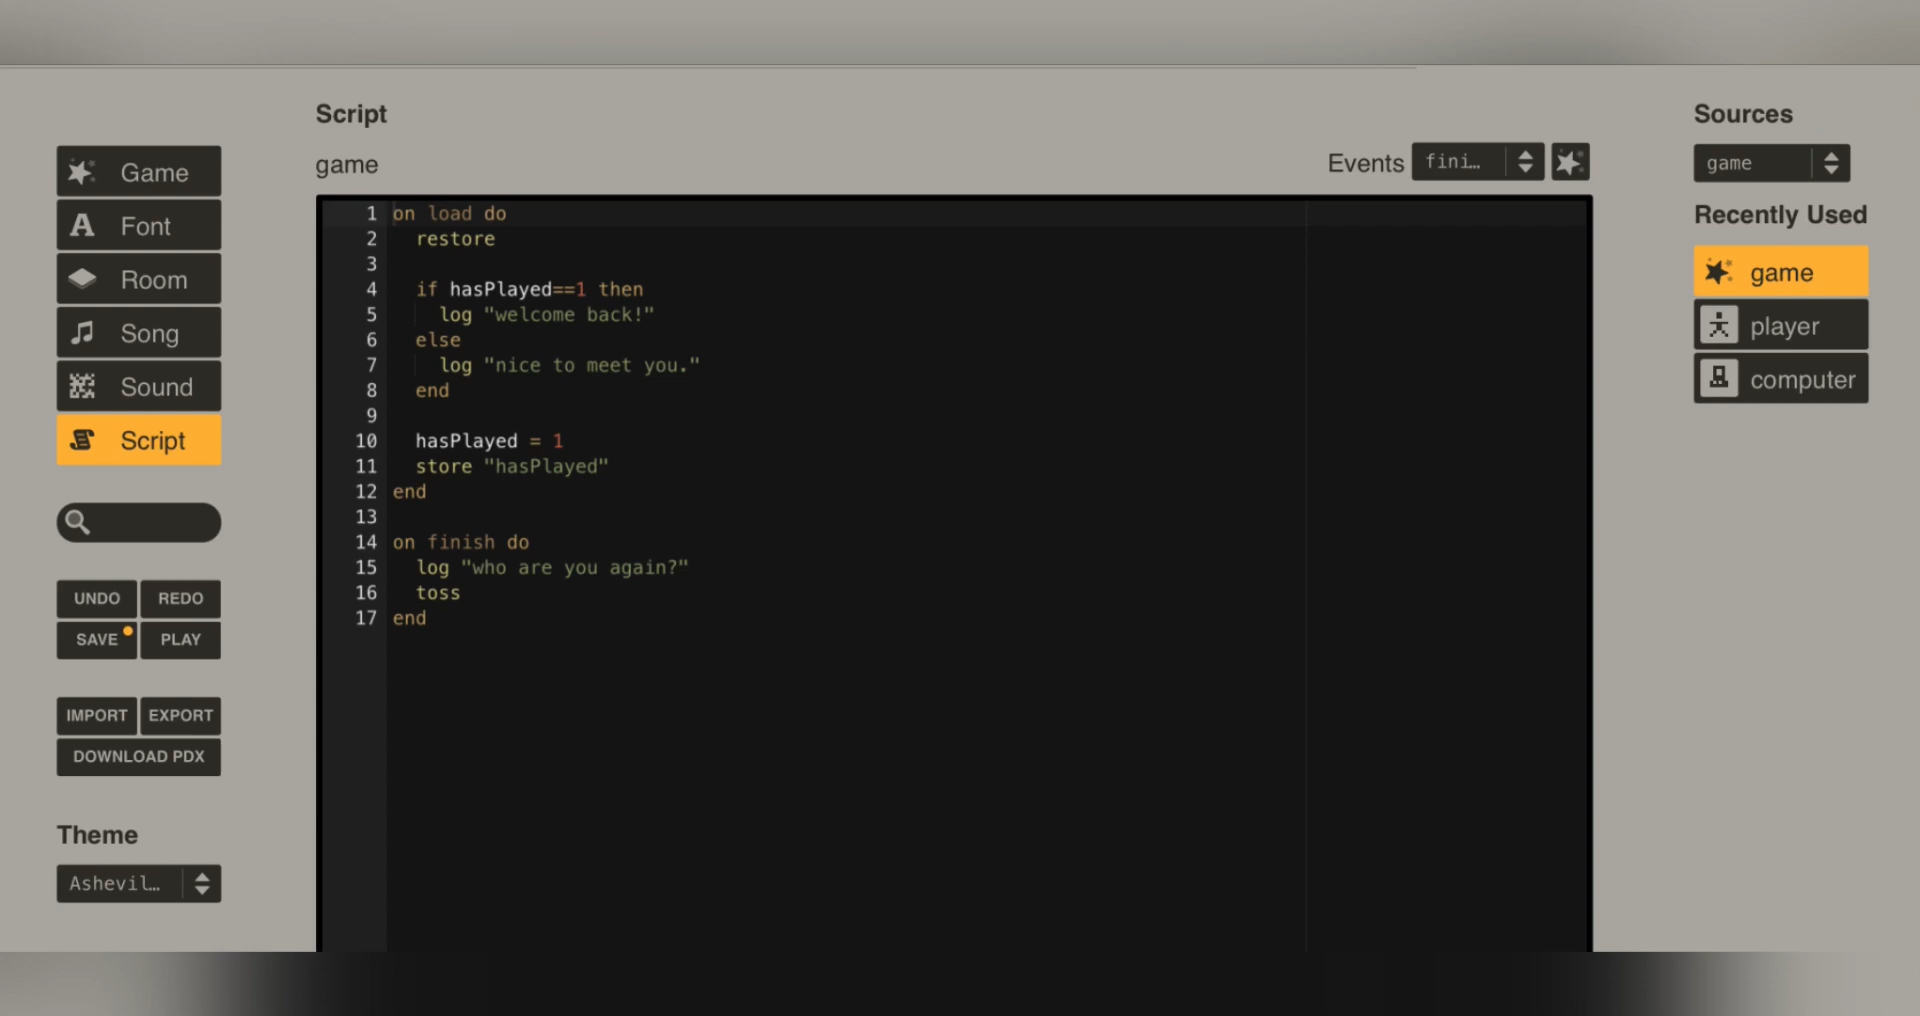 Script
Sources
game
Events fini…
game
Game
Font
Room
Song
Sound
Script
UNDO REDO
SAVE PLAY
IMPORT EXPORT
DOWNLOAD PDX
Theme
Ashevil…
1 on load do
2 restore
3
4 if hasPlayed==1 then
5 log "welcome back!"
6 else
7 log "nice to meet you."
8 end
9
10 hasPlayed = 1
11 store "hasPlayed"
12 end
13
14 on finish do
15 log "who are you again?"
16 toss
17 end
Recently Used
game
player
computer